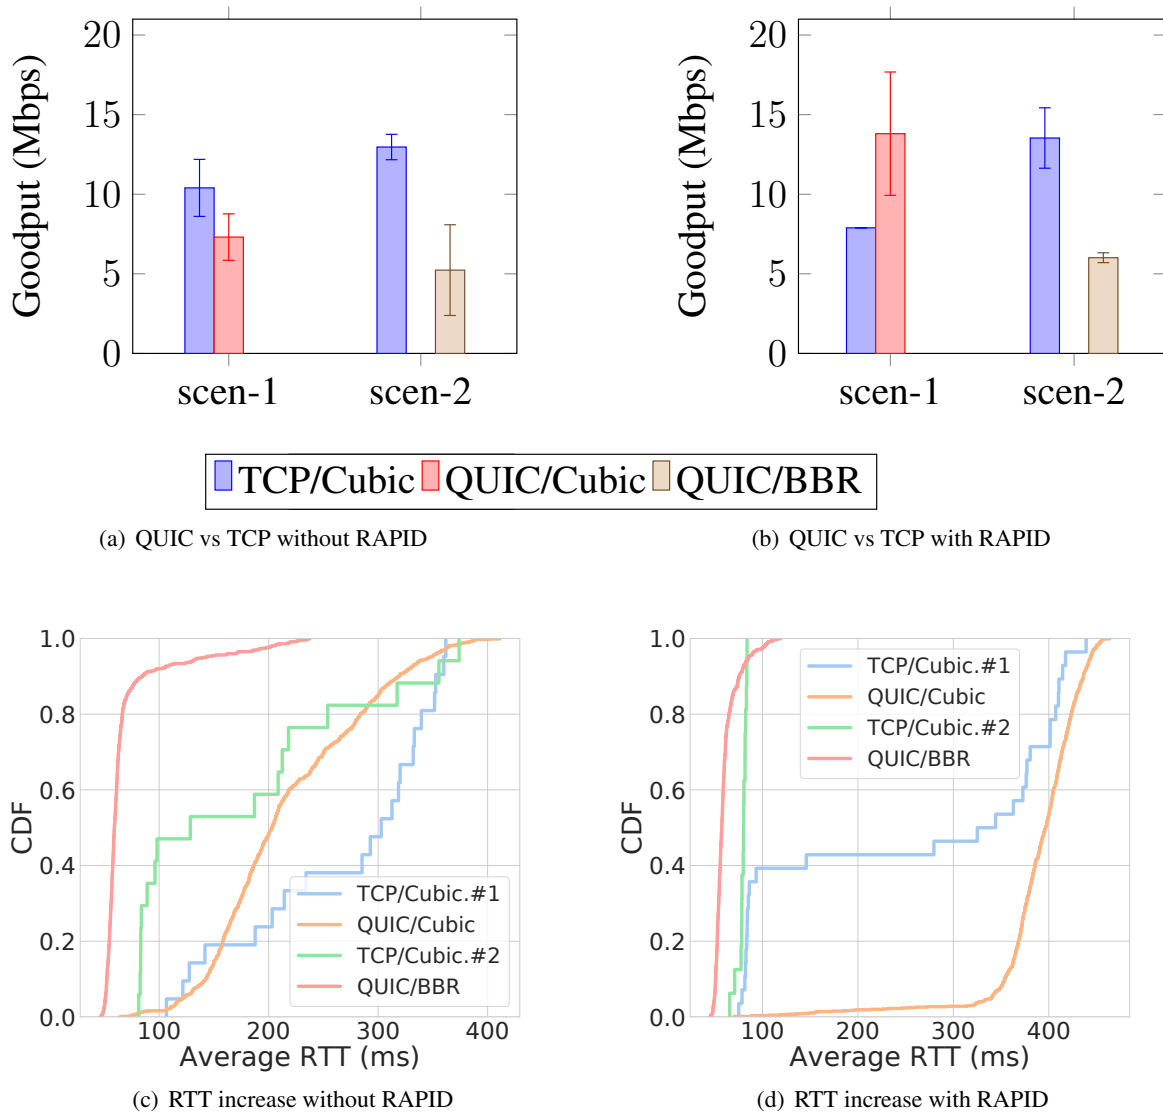 20
15
10
5
0
Goodput (Mbps)
scen-1 scen-2
20
15
10
5
0
Goodput (Mbps)
scen-1 scen-2
TCP/Cubic QUIC/Cubic QUIC/BBR
(a) QUIC vs TCP without RAPID
(b) QUIC vs TCP with RAPID
1.0
0.8
0.6
0.4
0.2
0.0
CDF
TCP/Cubic.#1
QUIC/Cubic
TCP/Cubic.#2
QUIC/BBR
100 200 300 400
Average RTT (ms)
1.0
0.8
0.6
0.4
0.2
0.0
CDF
TCP/Cubic.#1
QUIC/Cubic
TCP/Cubic.#2
QUIC/BBR
100 200 300 400
Average RTT (ms)
(c) RTT increase without RAPID
(d) RTT increase with RAPID